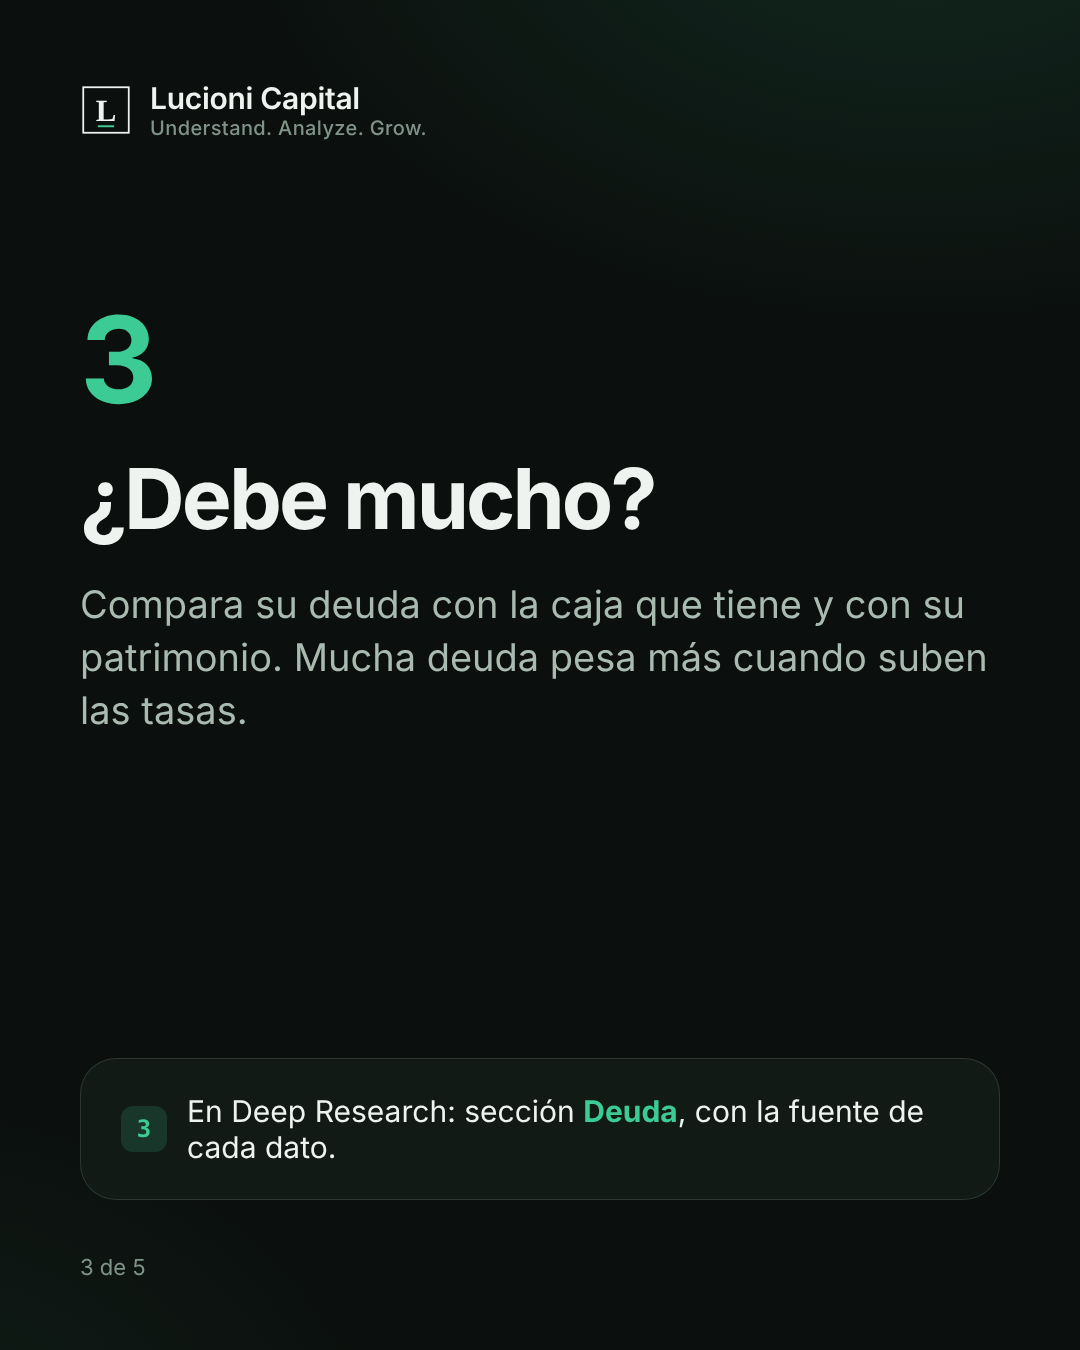 L
Lucioni Capital
Understand. Analyze. Grow.
3
¿Debe mucho?
Compara su deuda con la caja que tiene y con su
patrimonio. Mucha deuda pesa más cuando suben
las tasas.
3
En Deep Research: sección Deuda, con la fuente de
cada dato.
3 de 5